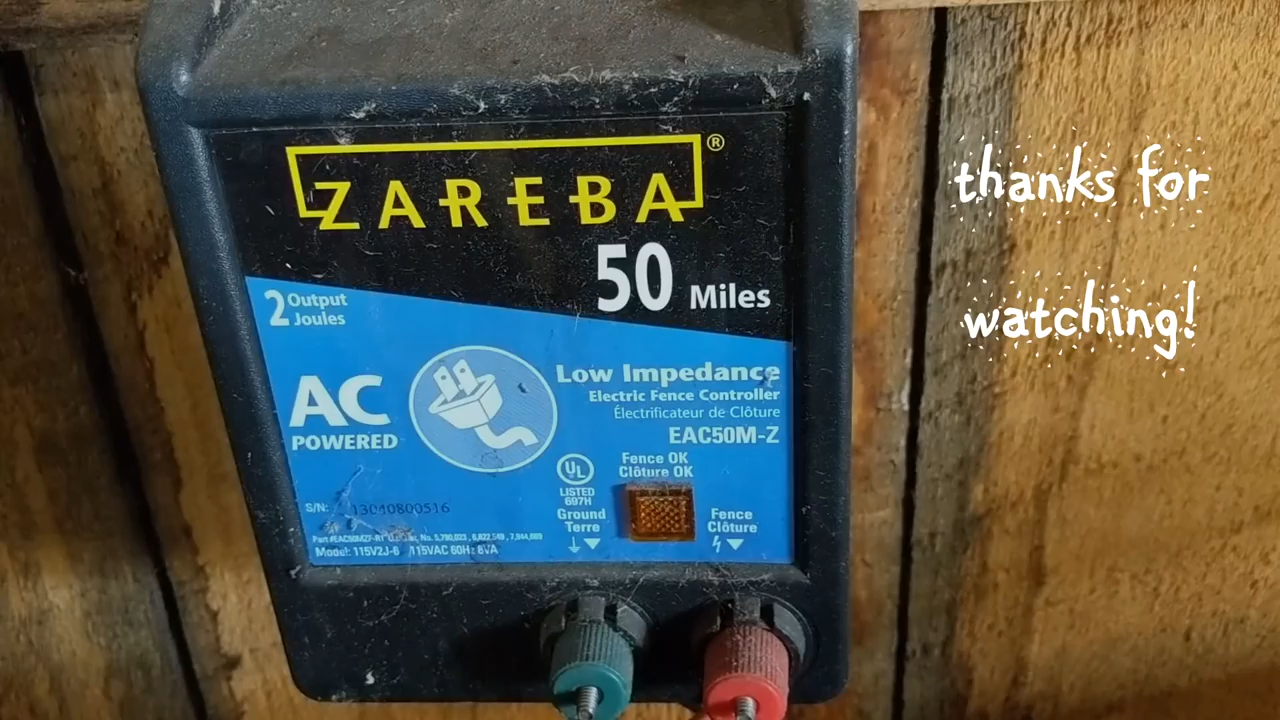 ZAREBA®
50 Miles
2 Output
Joules
AC
POWERED
Low Impedance
Electric Fence Controller
Électrificateur de Clôture
EAC50M-Z
Fence OK
Clôture OK
UL
LISTED
697H
Ground
Terre
Fence
Clôture
S/N: 13040800516
Model: 115V2J-6 115VAC 60Hz 8VA
thanks for
watching!